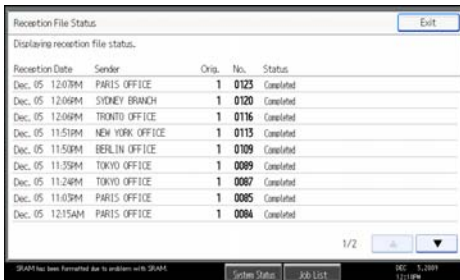 Reception File Status Exit
Displaying reception file status.
Reception Date Sender Orig. No. Status
Dec. 05 12:07PM PARIS OFFICE 1 0123 Completed
Dec. 05 12:06PM SYDNEY BRANCH 1 0120 Completed
Dec. 05 12:06PM TRONTO OFFICE 1 0116 Completed
Dec. 05 11:51PM NEW YORK OFFICE 1 0113 Completed
Dec. 05 11:50PM BERLIN OFFICE 1 0109 Completed
Dec. 05 11:35PM TOKYO OFFICE 1 0089 Completed
Dec. 05 11:24PM TOKYO OFFICE 1 0087 Completed
Dec. 05 11:03PM PARIS OFFICE 1 0085 Completed
Dec. 05 12:15AM PARIS OFFICE 1 0084 Completed
1/2 ▲ ▼
SRAM has been formatted due to problem with SRAM. System Status Job List DEC 5,2009
12:10PM